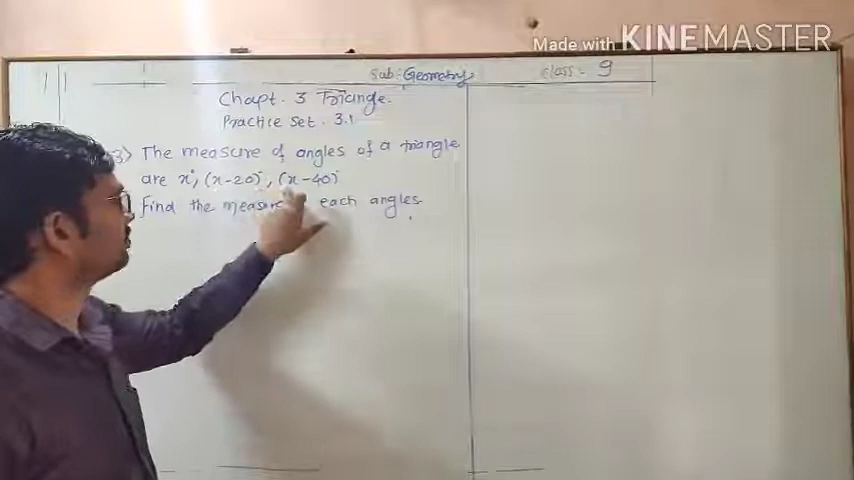 Made with KINEMASTER
Sub: Geometry class - 9
Chapt. 3 Triangle.
Practice Set. 3.1
3) The measure of angles of a triangle
are x°, (x-20)°, (x-40)°
Find the measure each angles.